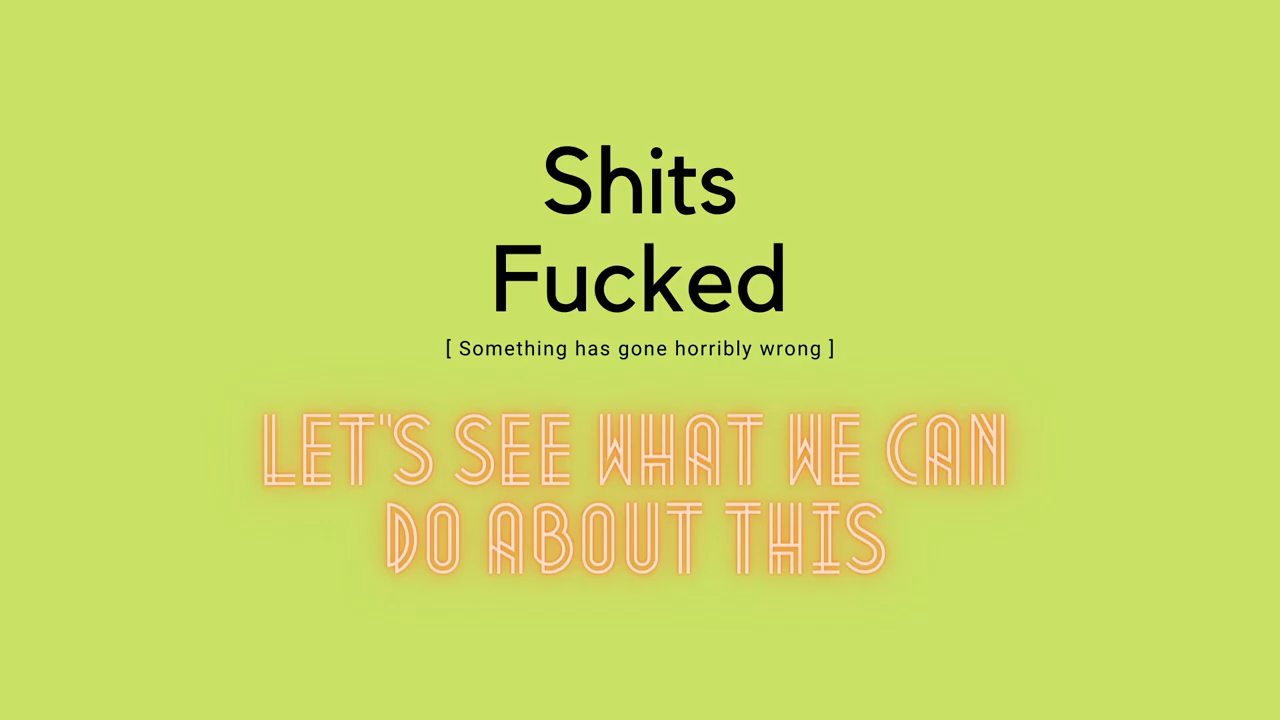 Shits
Fucked
[ Something has gone horribly wrong ]
LET"S SEE WHAT WE CAN
DO ABOUT THIS